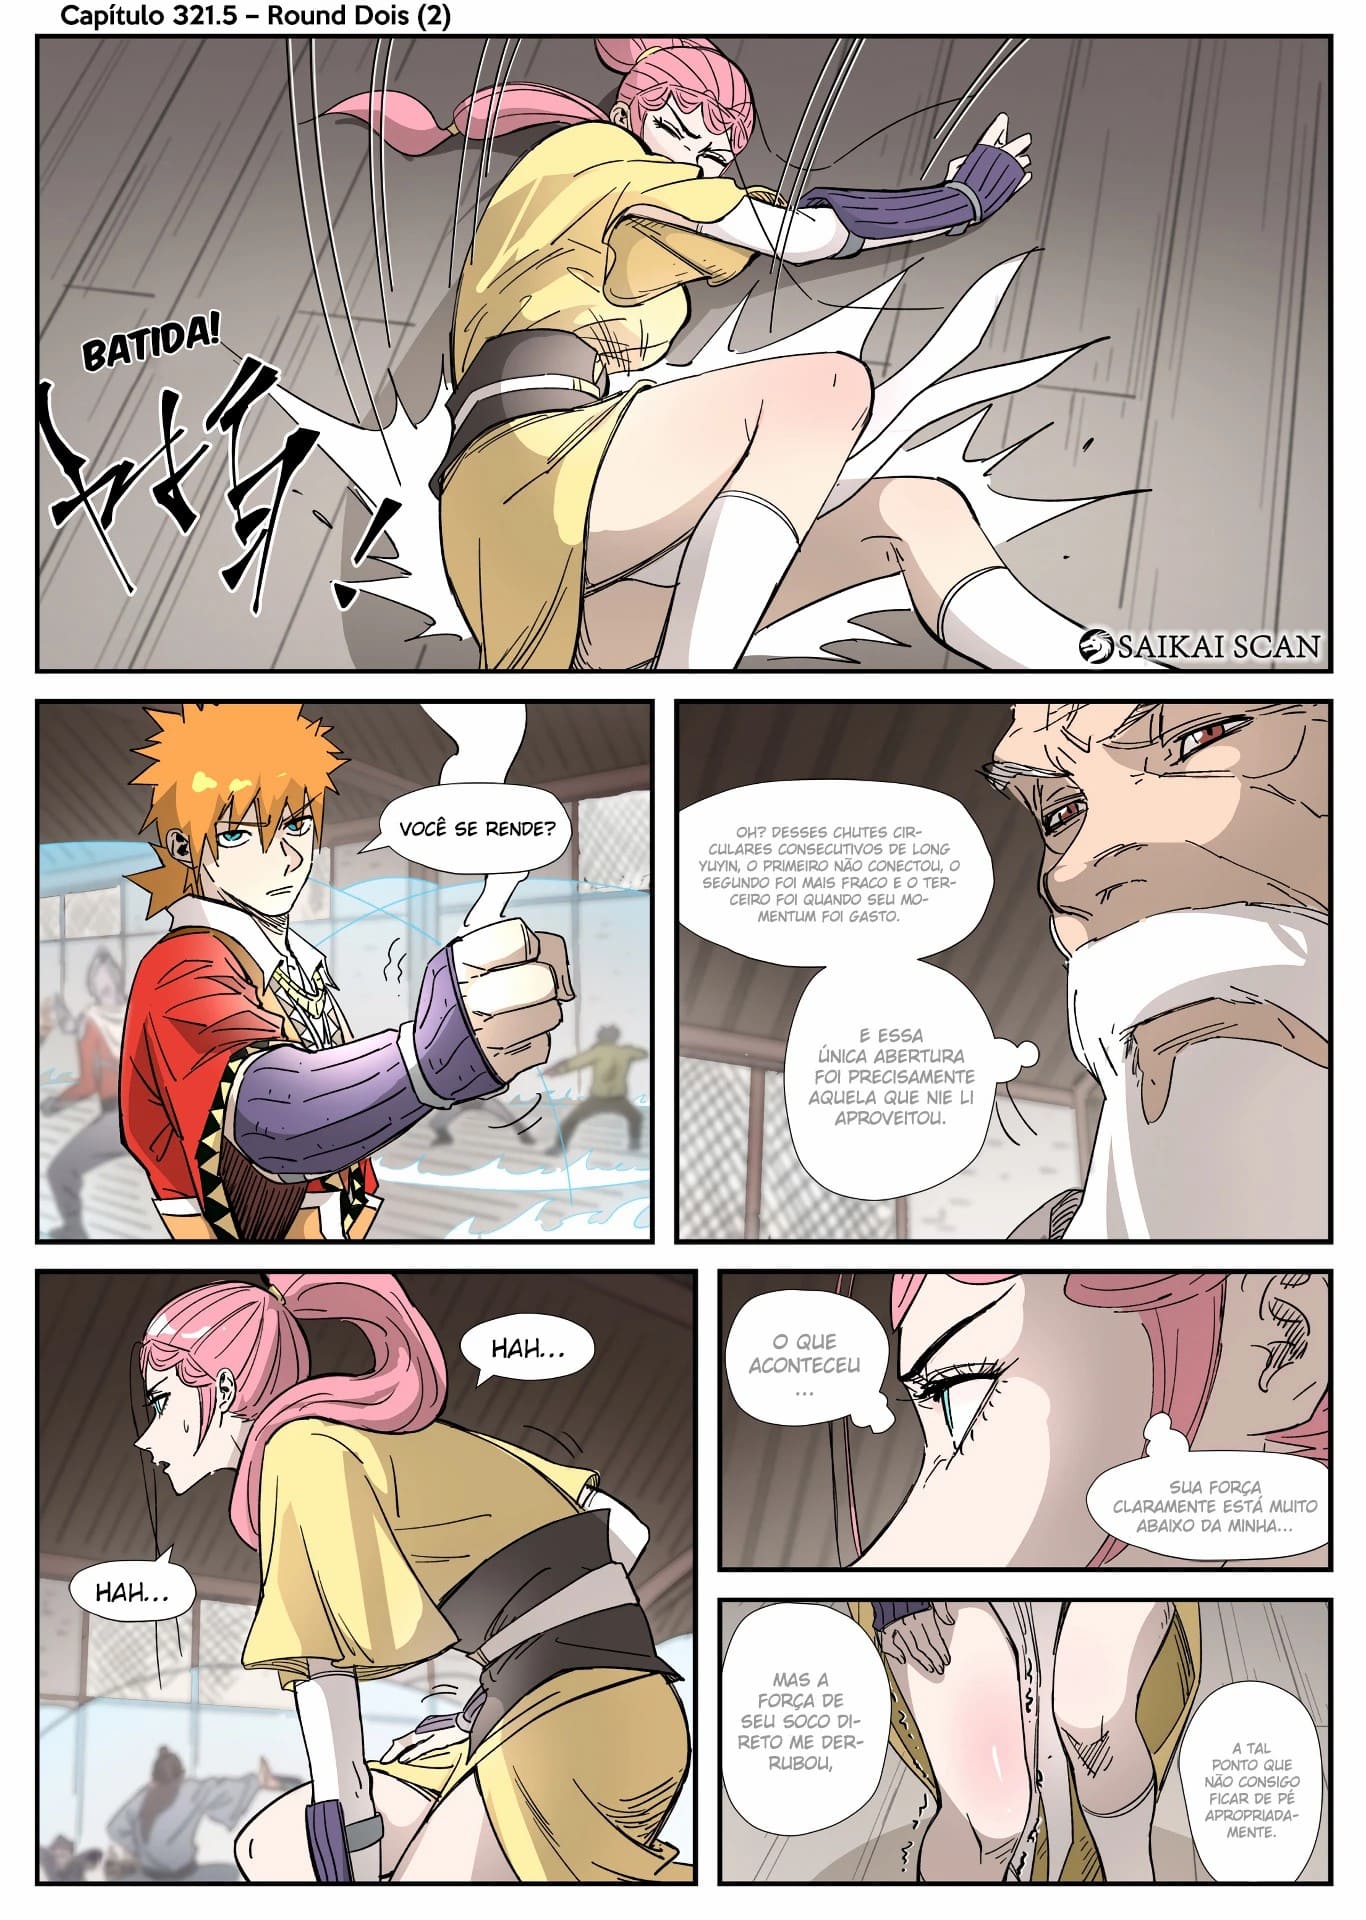 Capítulo 321.5 – Round Dois (2)
BATIDA!
SAIKAI SCAN
VOCÊ SE RENDE?
OH? DESSES CHUTES CIR-
CULARES CONSECUTIVOS DE LONG
YUYIN, O PRIMEIRO NÃO CONECTOU, O
SEGUNDO FOI MAIS FRACO E O TER-
CEIRO FOI QUANDO SEU MO-
MENTUM FOI GASTO.
E ESSA
ÚNICA ABERTURA
FOI PRECISAMENTE
AQUELA QUE NIE LI
APROVEITOU.
HAH...
HAH...
O QUE
ACONTECEU
...
SUA FORÇA
CLARAMENTE ESTÁ MUITO
ABAIXO DA MINHA...
MAS A
FORÇA DE
SEU SOCO DI-
RETO ME DER-
RUBOU,
A TAL
PONTO QUE
NÃO CONSIGO
FICAR DE PÉ
APROPRIADA-
MENTE.